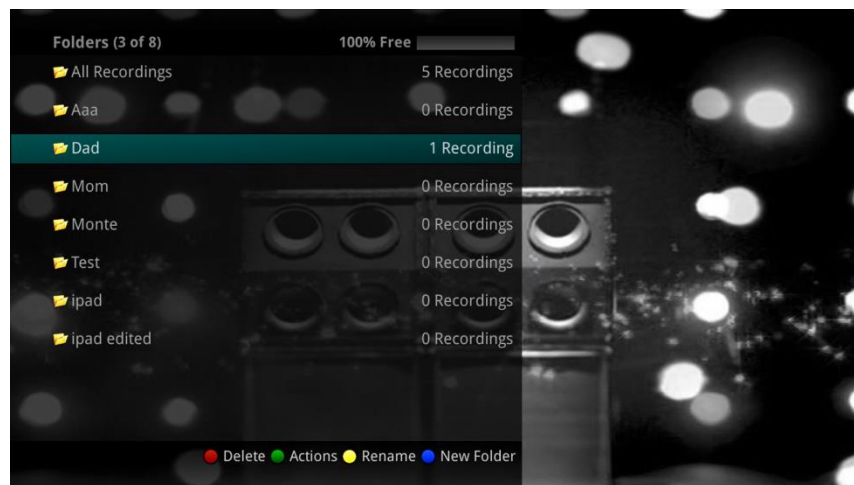 Folders (3 of 8) 100% Free
All Recordings 5 Recordings
Aaa 0 Recordings
Dad 1 Recording
Mom 0 Recordings
Monte 0 Recordings
Test 0 Recordings
ipad 0 Recordings
ipad edited 0 Recordings
Delete Actions Rename New Folder